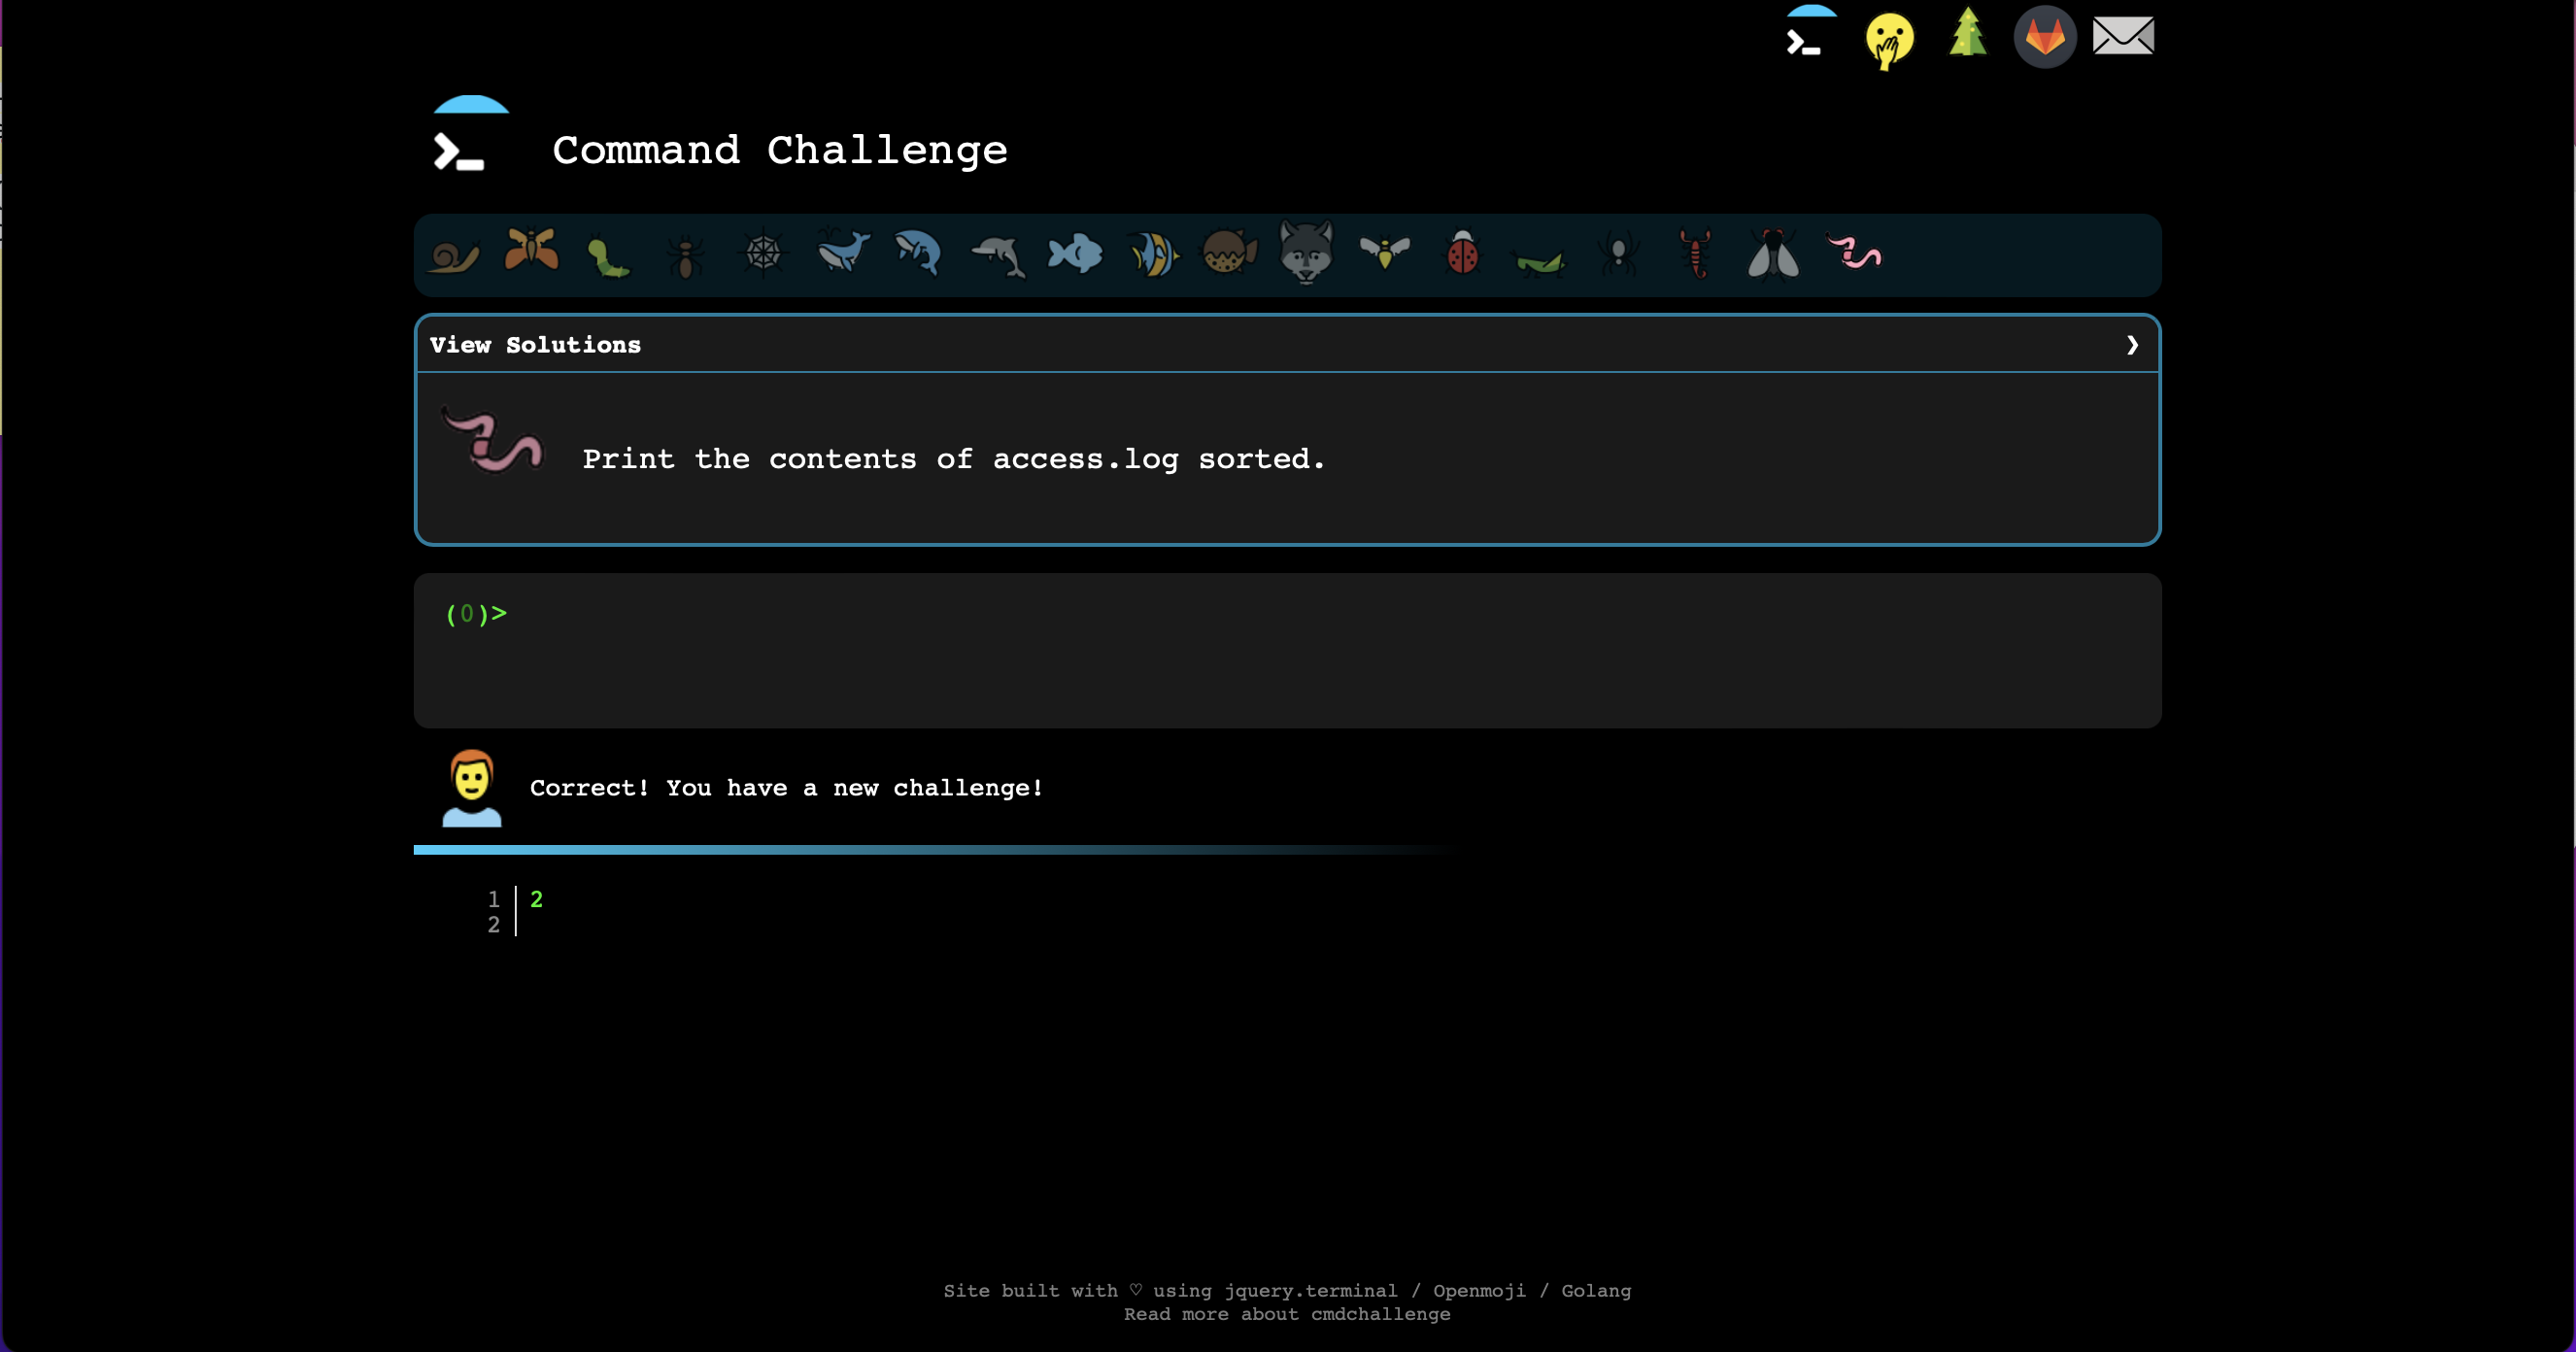 Command Challenge
View Solutions ❯
Print the contents of access.log sorted.
(0)>
Correct! You have a new challenge!
1 2
2
Site built with ♡ using jquery.terminal / Openmoji / Golang
Read more about cmdchallenge